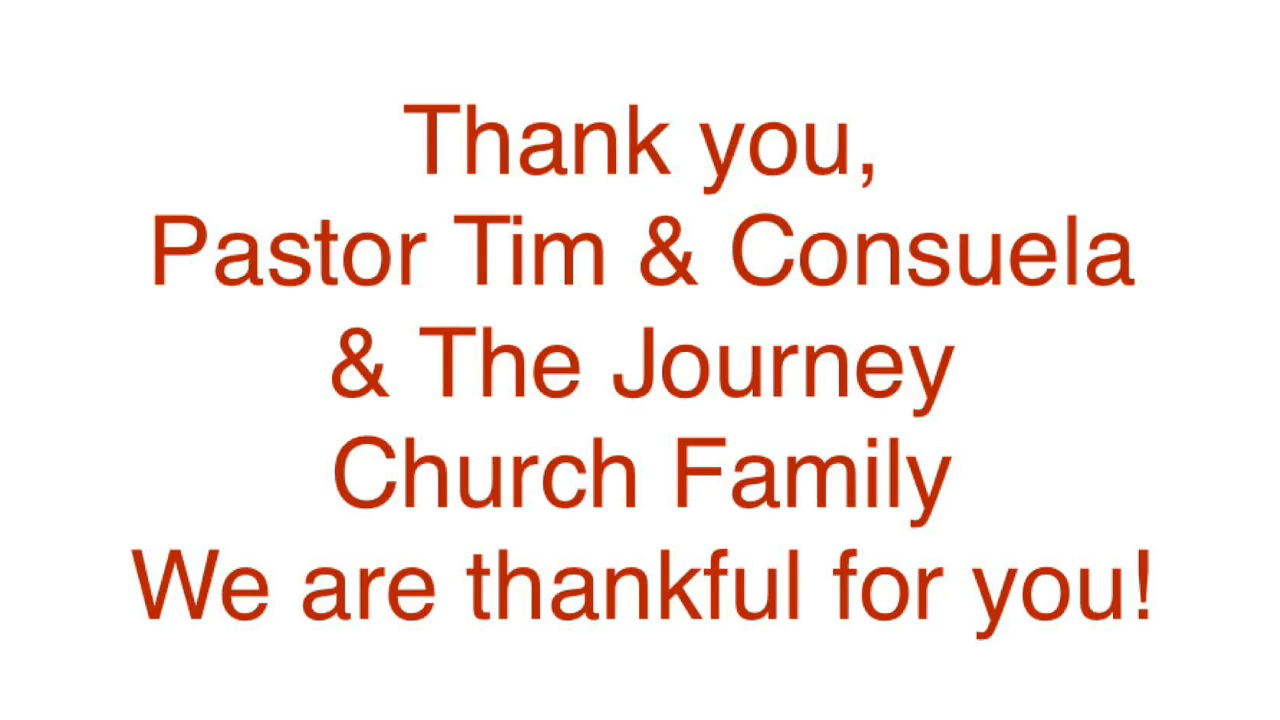 Thank you,
Pastor Tim & Consuela
& The Journey
Church Family
We are thankful for you!